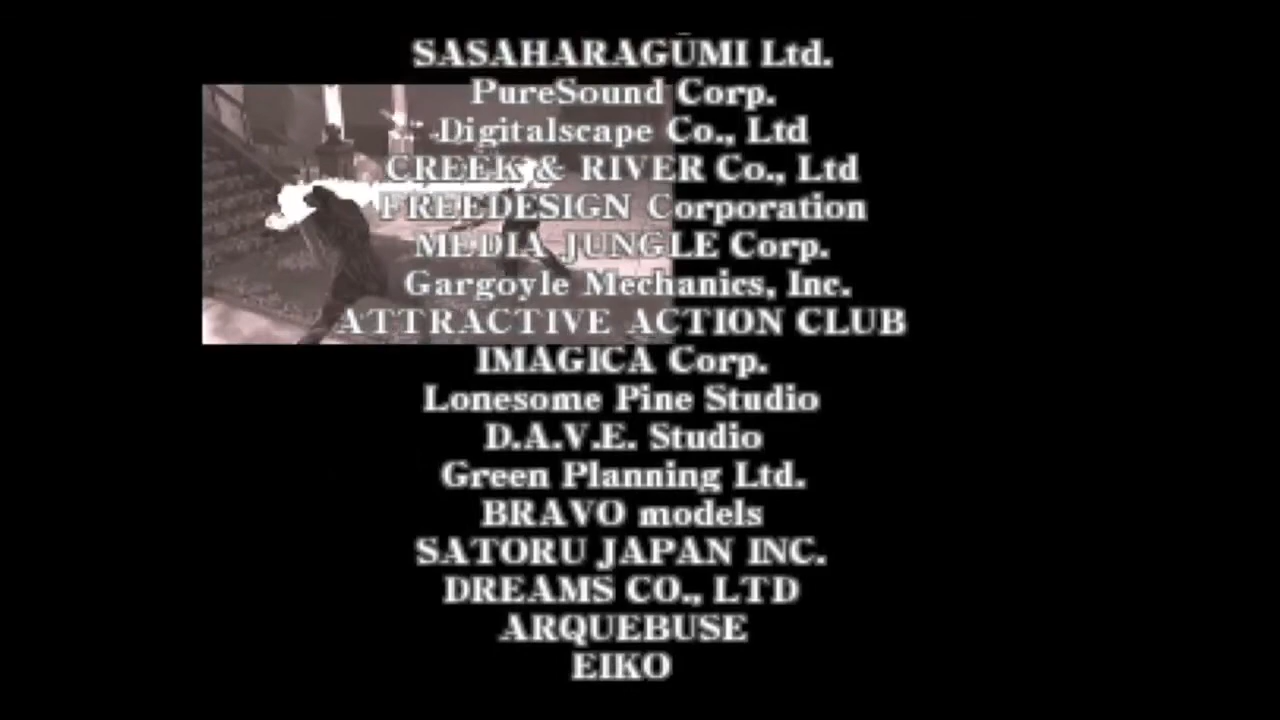 SASAHARAGŪMI Ltd.
PureSound Corp.
Digitalscape Co., Ltd
CREEK & RIVER Co., Ltd
FREEDESIGN Corporation
MEDIA JUNGLE Corp.
Gargoyle Mechanics, Inc.
ATTRACTIVE ACTION CLUB
IMAGICA Corp.
Lonesome Pine Studio
D.A.V.E. Studio
Green Planning Ltd.
BRAVO models
SATORU JAPAN INC.
DREAMS CO., LTD
ARQUEBUSE
EIKO